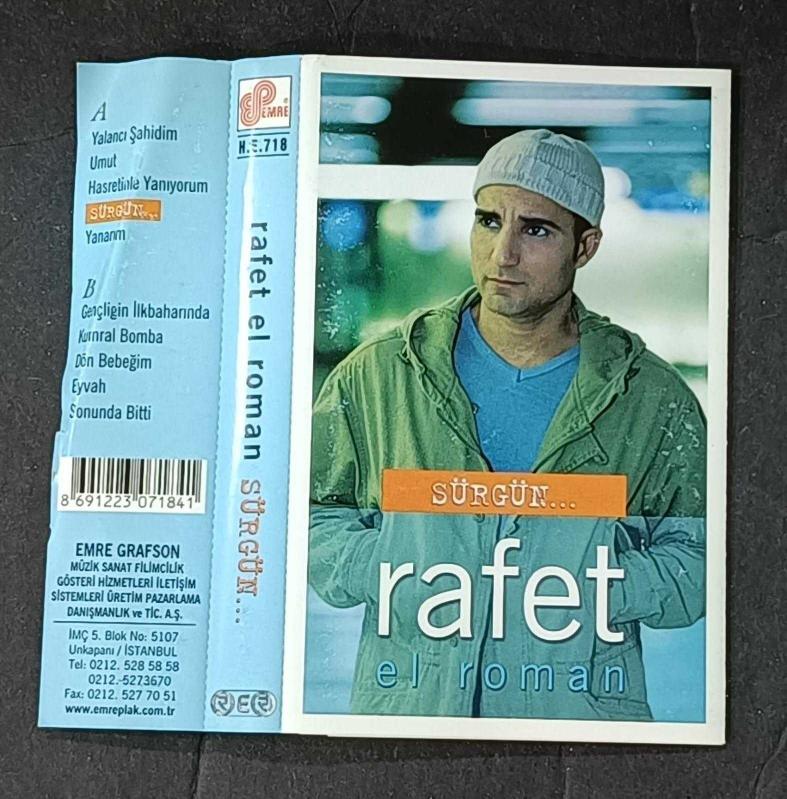 A
Yalancı Şahidim
Umut
Hasretinle Yanıyorum
SÜRGÜN...
Yanarım
B
Gençliğin İlkbaharında
Kumral Bomba
Dön Bebeğim
Eyvah
Sonunda Bitti
8 691223 071841
EMRE GRAFSON
MÜZİK SANAT FİLİMCİLİK
GÖSTERİ HİZMETLERİ İLETİŞİM
SİSTEMLERİ ÜRETİM PAZARLAMA
DANIŞMANLIK ve TİC. A.Ş.
İMÇ 5. Blok No: 5107
Unkapanı / İSTANBUL
Tel: 0212. 528 58 58
0212.-5273670
Fax: 0212. 527 70 51
www.emreplak.com.tr
EMRE ®
H.E.718
rafet el roman SÜRGÜN...
RER
SÜRGÜN...
rafet
el roman